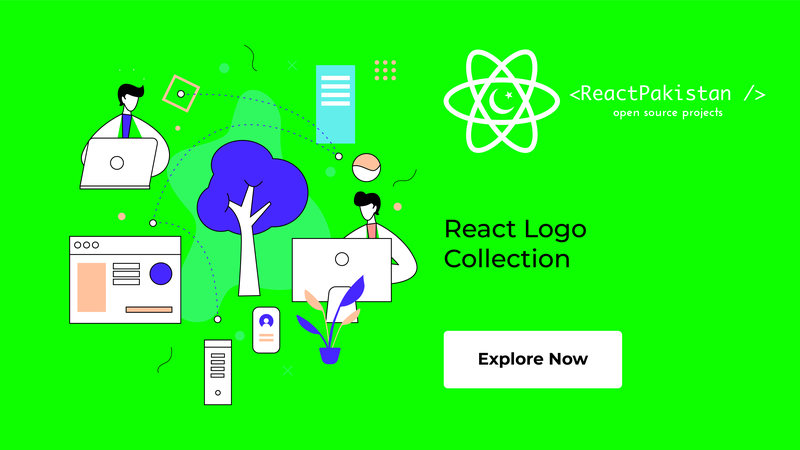 <ReactPakistan />
open source projects
React Logo
Collection
Explore Now